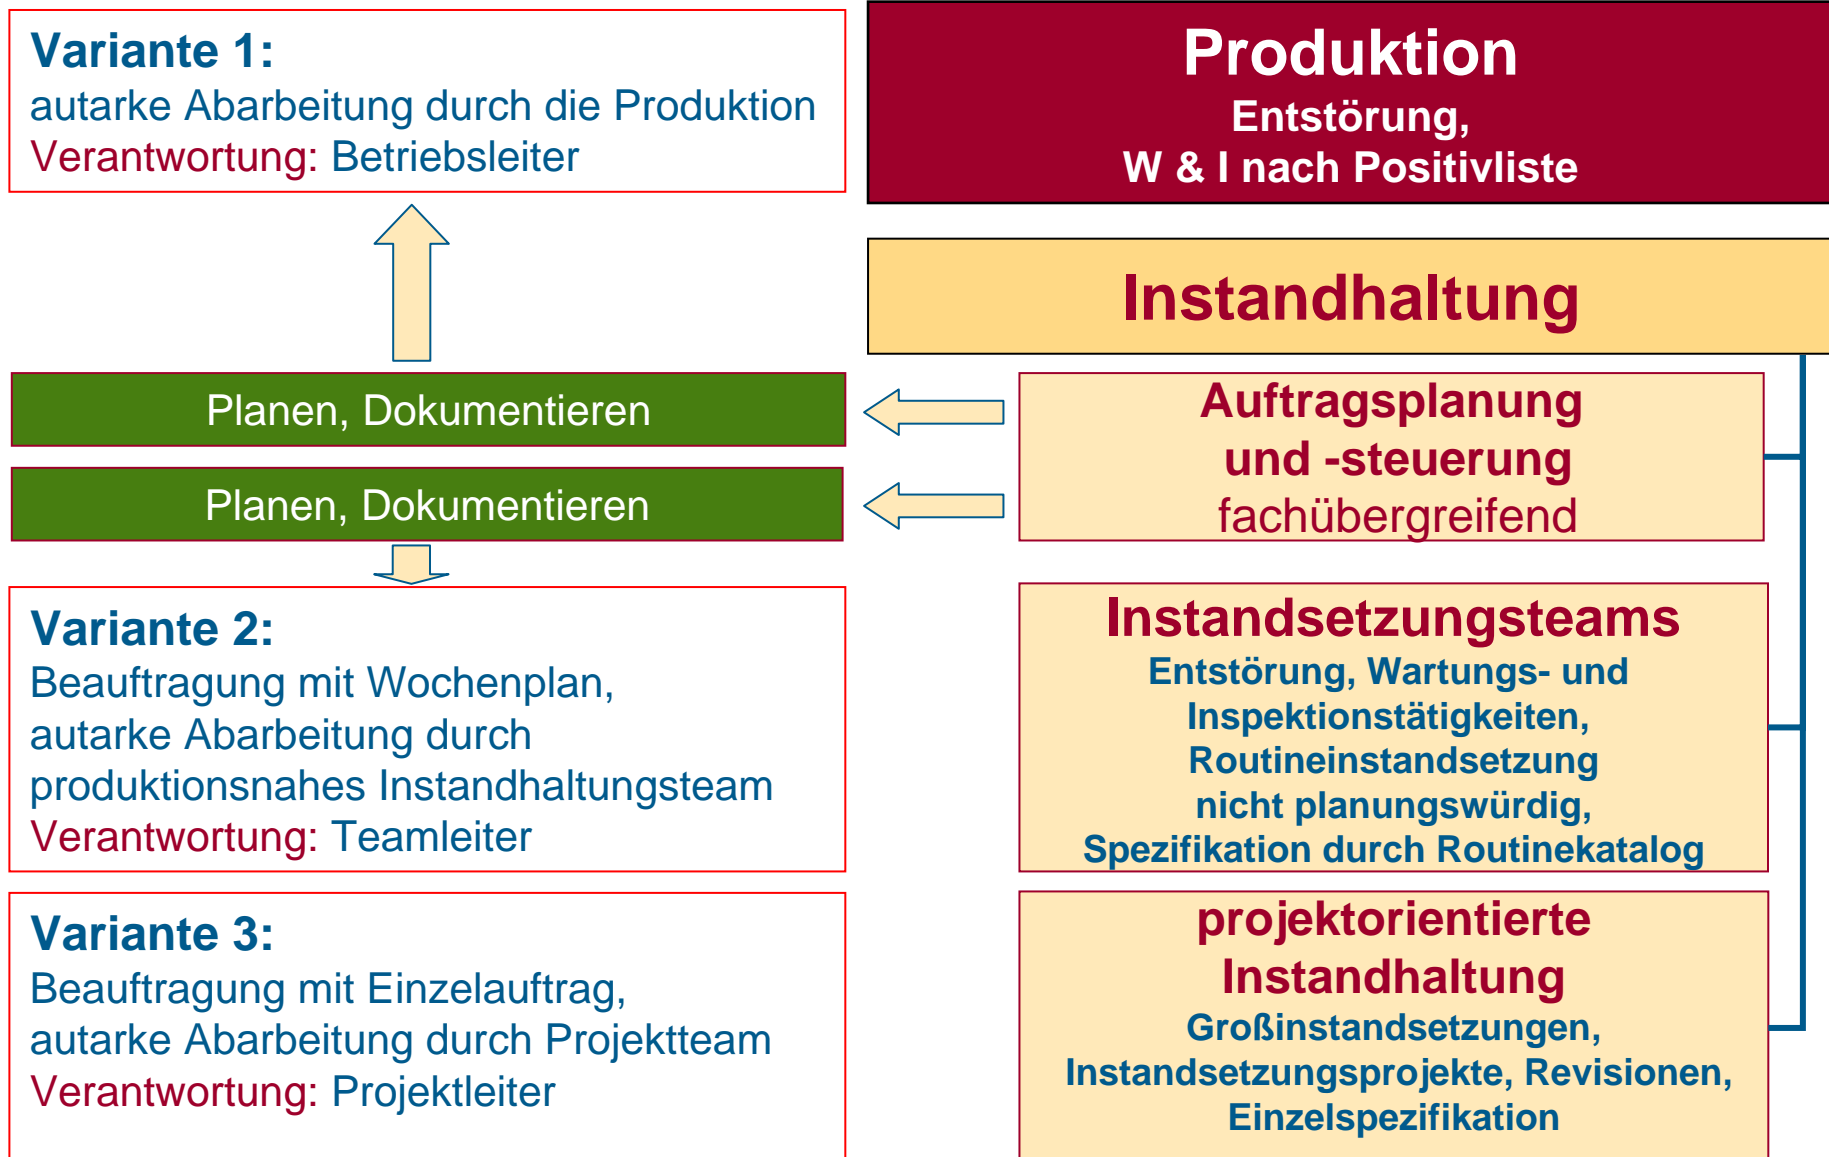 Variante 1:
autarke Abarbeitung durch die Produktion
Verantwortung: Betriebsleiter
Produktion
Entstörung,
W & I nach Positivliste
Instandhaltung
Planen, Dokumentieren
Planen, Dokumentieren
Auftragsplanung
und -steuerung
fachübergreifend
Variante 2:
Beauftragung mit Wochenplan,
autarke Abarbeitung durch
produktionsnahes Instandhaltungsteam
Verantwortung: Teamleiter
Instandsetzungsteams
Entstörung, Wartungs- und
Inspektionstätigkeiten,
Routineinstandsetzung
nicht planungswürdig,
Spezifikation durch Routinekatalog
Variante 3:
Beauftragung mit Einzelauftrag,
autarke Abarbeitung durch Projektteam
Verantwortung: Projektleiter
projektorientierte
Instandhaltung
Großinstandsetzungen,
Instandsetzungsprojekte, Revisionen,
Einzelspezifikation